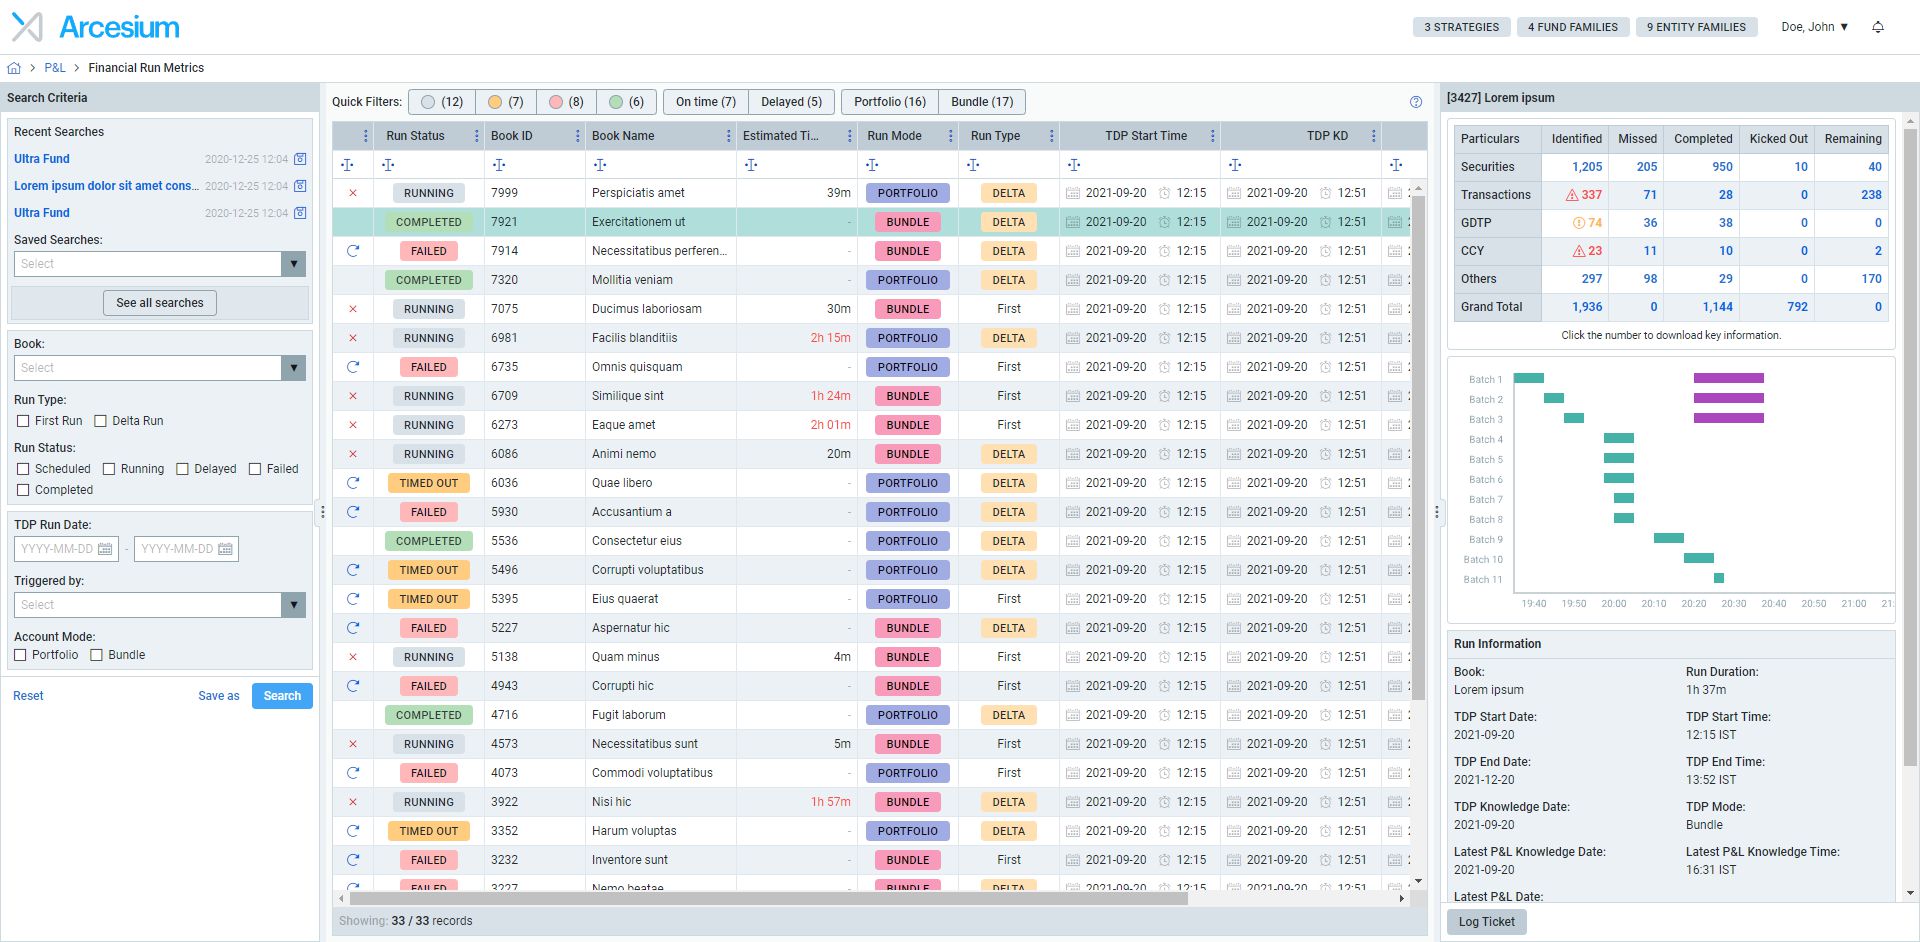 Arcesium
3 STRATEGIES 4 FUND FAMILIES 9 ENTITY FAMILIES Doe, John ▼
> P&L > Financial Run Metrics
Search Criteria
Recent Searches
Ultra Fund 2020-12-25 12:04
Lorem ipsum dolor sit amet cons... 2020-12-25 12:04
Ultra Fund 2020-12-25 12:04
Saved Searches:
Select
See all searches
Book:
Select
Run Type:
First Run Delta Run
Run Status:
Scheduled Running Delayed Failed
Completed
TDP Run Date:
YYYY-MM-DD - YYYY-MM-DD
Triggered by:
Select
Account Mode:
Portfolio Bundle
Reset Save as Search
Quick Filters: (12) (7) (8) (6) On time (7) Delayed (5) Portfolio (16) Bundle (17)
Run Status Book ID Book Name Estimated Ti... Run Mode Run Type TDP Start Time TDP KD
RUNNING 7999 Perspiciatis amet 39m PORTFOLIO DELTA 2021-09-20 12:15 2021-09-20 12:51
COMPLETED 7921 Exercitationem ut - BUNDLE DELTA 2021-09-20 12:15 2021-09-20 12:51
FAILED 7914 Necessitatibus perferen... - BUNDLE DELTA 2021-09-20 12:15 2021-09-20 12:51
COMPLETED 7320 Mollitia veniam - PORTFOLIO DELTA 2021-09-20 12:15 2021-09-20 12:51
RUNNING 7075 Ducimus laboriosam 30m BUNDLE First 2021-09-20 12:15 2021-09-20 12:51
RUNNING 6981 Facilis blanditiis 2h 15m PORTFOLIO DELTA 2021-09-20 12:15 2021-09-20 12:51
FAILED 6735 Omnis quisquam - PORTFOLIO First 2021-09-20 12:15 2021-09-20 12:51
RUNNING 6709 Similique sint 1h 24m BUNDLE First 2021-09-20 12:15 2021-09-20 12:51
RUNNING 6273 Eaque amet 2h 01m BUNDLE First 2021-09-20 12:15 2021-09-20 12:51
RUNNING 6086 Animi nemo 20m BUNDLE DELTA 2021-09-20 12:15 2021-09-20 12:51
TIMED OUT 6036 Quae libero - PORTFOLIO DELTA 2021-09-20 12:15 2021-09-20 12:51
FAILED 5930 Accusantium a - PORTFOLIO DELTA 2021-09-20 12:15 2021-09-20 12:51
COMPLETED 5536 Consectetur eius - PORTFOLIO DELTA 2021-09-20 12:15 2021-09-20 12:51
TIMED OUT 5496 Corrupti voluptatibus - PORTFOLIO DELTA 2021-09-20 12:15 2021-09-20 12:51
TIMED OUT 5395 Eius quaerat - PORTFOLIO First 2021-09-20 12:15 2021-09-20 12:51
FAILED 5227 Aspernatur hic - BUNDLE DELTA 2021-09-20 12:15 2021-09-20 12:51
RUNNING 5138 Quam minus 4m BUNDLE First 2021-09-20 12:15 2021-09-20 12:51
FAILED 4943 Corrupti hic - BUNDLE First 2021-09-20 12:15 2021-09-20 12:51
COMPLETED 4716 Fugit laborum - PORTFOLIO DELTA 2021-09-20 12:15 2021-09-20 12:51
RUNNING 4573 Necessitatibus sunt 5m BUNDLE First 2021-09-20 12:15 2021-09-20 12:51
FAILED 4073 Commodi voluptatibus - PORTFOLIO First 2021-09-20 12:15 2021-09-20 12:51
RUNNING 3922 Nisi hic 1h 57m BUNDLE DELTA 2021-09-20 12:15 2021-09-20 12:51
TIMED OUT 3352 Harum voluptas - PORTFOLIO DELTA 2021-09-20 12:15 2021-09-20 12:51
FAILED 3232 Inventore sunt - BUNDLE First 2021-09-20 12:15 2021-09-20 12:51
FAILED 3227 Nemo beatae - BUNDLE DELTA 2021-09-20 12:15 2021-09-20 12:51
Showing: 33 / 33 records
[3427] Lorem ipsum
Particulars Identified Missed Completed Kicked Out Remaining
Securities 1,205 205 950 10 40
Transactions 337 71 28 0 238
GDTP 74 36 38 0 0
CCY 23 11 10 0 2
Others 297 98 29 0 170
Grand Total 1,936 0 1,144 792 0
Click the number to download key information.
Batch 1
Batch 2
Batch 3
Batch 4
Batch 5
Batch 6
Batch 7
Batch 8
Batch 9
Batch 10
Batch 11
19:40 19:50 20:00 20:10 20:20 20:30 20:40 20:50 21:00 21:
Run Information
Book: Run Duration:
Lorem ipsum 1h 37m
TDP Start Date: TDP Start Time:
2021-09-20 12:15 IST
TDP End Date: TDP End Time:
2021-12-20 13:52 IST
TDP Knowledge Date: TDP Mode:
2021-09-20 Bundle
Latest P&L Knowledge Date: Latest P&L Knowledge Time:
2021-09-20 16:31 IST
Latest P&L Date:
Log Ticket